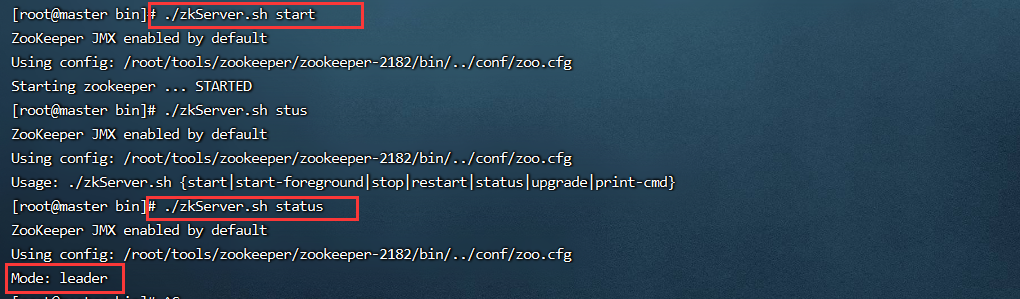 [root@master bin]# ./zkServer.sh start
ZooKeeper JMX enabled by default
Using config: /root/tools/zookeeper/zookeeper-2182/bin/../conf/zoo.cfg
Starting zookeeper ... STARTED
[root@master bin]# ./zkServer.sh stus
ZooKeeper JMX enabled by default
Using config: /root/tools/zookeeper/zookeeper-2182/bin/../conf/zoo.cfg
Usage: ./zkServer.sh {start|start-foreground|stop|restart|status|upgrade|print-cmd}
[root@master bin]# ./zkServer.sh status
ZooKeeper JMX enabled by default
Using config: /root/tools/zookeeper/zookeeper-2182/bin/../conf/zoo.cfg
Mode: leader